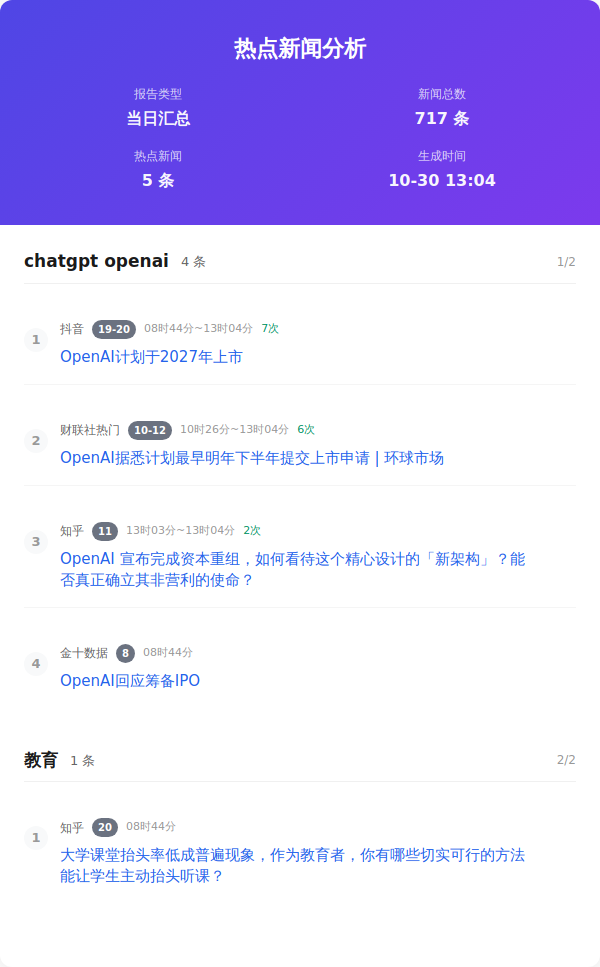 热点新闻分析
报告类型
当日汇总
新闻总数
717 条
热点新闻
5 条
生成时间
10-30 13:04
chatgpt openai 4 条 1/2
1
抖音 19-20 08时44分~13时04分 7次
OpenAI计划于2027年上市
2
财联社热门 10-12 10时26分~13时04分 6次
OpenAI据悉计划最早明年下半年提交上市申请 | 环球市场
3
知乎 11 13时03分~13时04分 2次
OpenAI 宣布完成资本重组，如何看待这个精心设计的「新架构」？能
否真正确立其非营利的使命？
4
金十数据 8 08时44分
OpenAI回应筹备IPO
教育 1 条 2/2
1
知乎 20 08时44分
大学课堂抬头率低成普遍现象，作为教育者，你有哪些切实可行的方法
能让学生主动抬头听课？